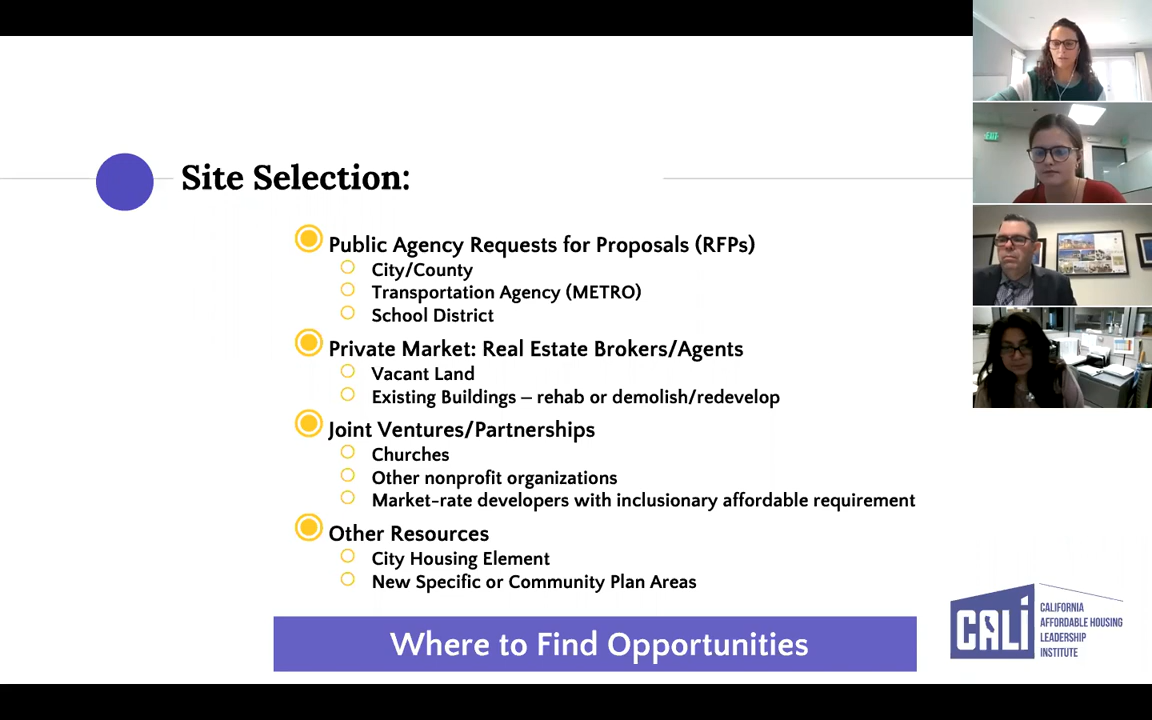 Site Selection:
Public Agency Requests for Proposals (RFPs)
City/County
Transportation Agency (METRO)
School District
Private Market: Real Estate Brokers/Agents
Vacant Land
Existing Buildings – rehab or demolish/redevelop
Joint Ventures/Partnerships
Churches
Other nonprofit organizations
Market-rate developers with inclusionary affordable requirement
Other Resources
City Housing Element
New Specific or Community Plan Areas
Where to Find Opportunities
CALi
CALIFORNIA
AFFORDABLE HOUSING
LEADERSHIP
INSTITUTE
EXIT